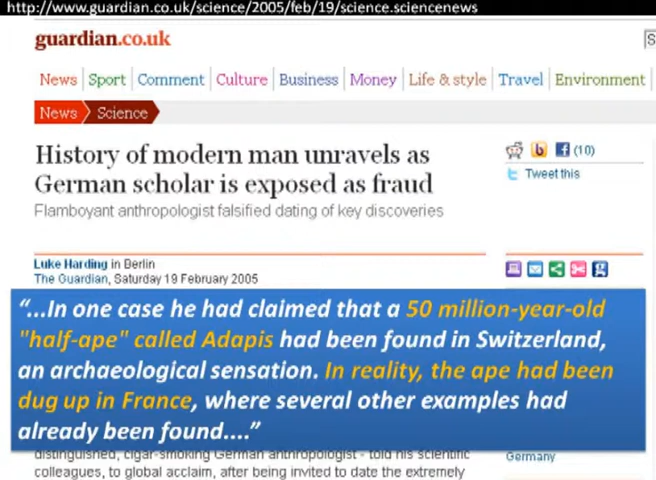 http://www.guardian.co.uk/science/2005/feb/19/science.sciencenews
guardian.co.uk
News Sport Comment Culture Business Money Life & style Travel Environment
News Science
History of modern man unravels as
German scholar is exposed as fraud
Flamboyant anthropologist falsified dating of key discoveries
(10)
Tweet this
Luke Harding in Berlin
The Guardian, Saturday 19 February 2005
“...In one case he had claimed that a 50 million-year-old
"half-ape" called Adapis had been found in Switzerland,
an archaeological sensation. In reality, the ape had been
dug up in France, where several other examples had
already been found....”
distinguished, cigar-smoking German anthropologist - told his scientific
colleagues, to global acclaim, after being invited to date the extremely
Germany